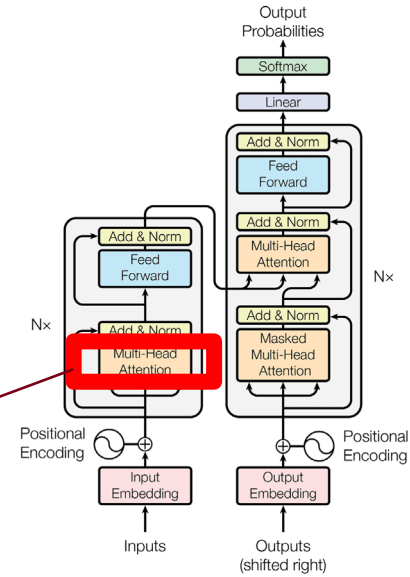 Output
Probabilities
Softmax
Linear
Add & Norm
Feed
Forward
Add & Norm
Multi-Head
Attention
Add & Norm
Masked
Multi-Head
Attention
Nx
Add & Norm
Feed
Forward
Nx
Add & Norm
Multi-Head
Attention
Positional
Encoding
Positional
Encoding
Input
Embedding
Output
Embedding
Inputs
Outputs
(shifted right)